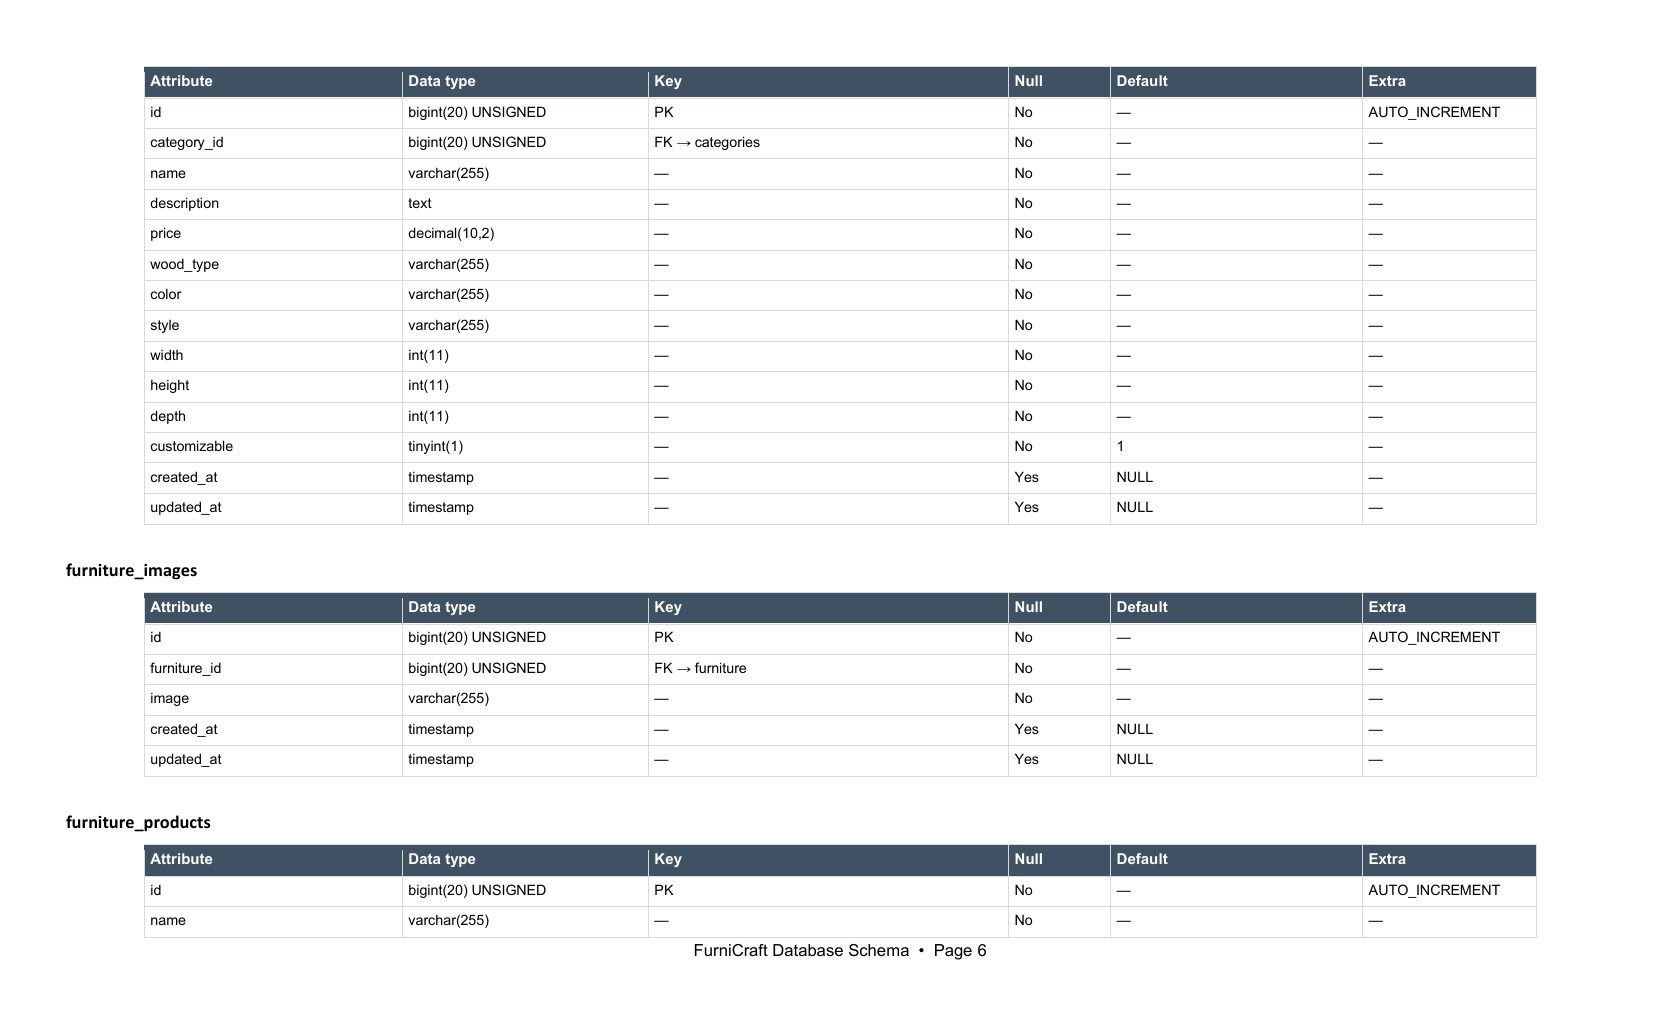 Attribute Data type Key Null Default Extra
id bigint(20) UNSIGNED PK No — AUTO_INCREMENT
category_id bigint(20) UNSIGNED FK → categories No — —
name varchar(255) — No — —
description text — No — —
price decimal(10,2) — No — —
wood_type varchar(255) — No — —
color varchar(255) — No — —
style varchar(255) — No — —
width int(11) — No — —
height int(11) — No — —
depth int(11) — No — —
customizable tinyint(1) — No 1 —
created_at timestamp — Yes NULL —
updated_at timestamp — Yes NULL —
furniture_images
Attribute Data type Key Null Default Extra
id bigint(20) UNSIGNED PK No — AUTO_INCREMENT
furniture_id bigint(20) UNSIGNED FK → furniture No — —
image varchar(255) — No — —
created_at timestamp — Yes NULL —
updated_at timestamp — Yes NULL —
furniture_products
Attribute Data type Key Null Default Extra
id bigint(20) UNSIGNED PK No — AUTO_INCREMENT
name varchar(255) — No — —
FurniCraft Database Schema • Page 6